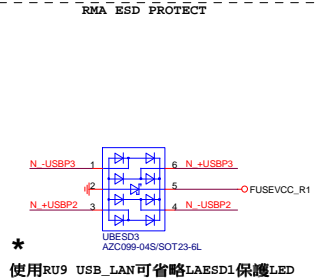 RMA ESD PROTECT
N_-USBP3 1 6 N_+USBP3
2 5 FUSEVCC_R1
N_+USBP2 3 4 N_-USBP2
UBESD3
AZC099-04S/SOT23-6L
*
使用RU9 USB_LAN可省略LAESD1保護LED